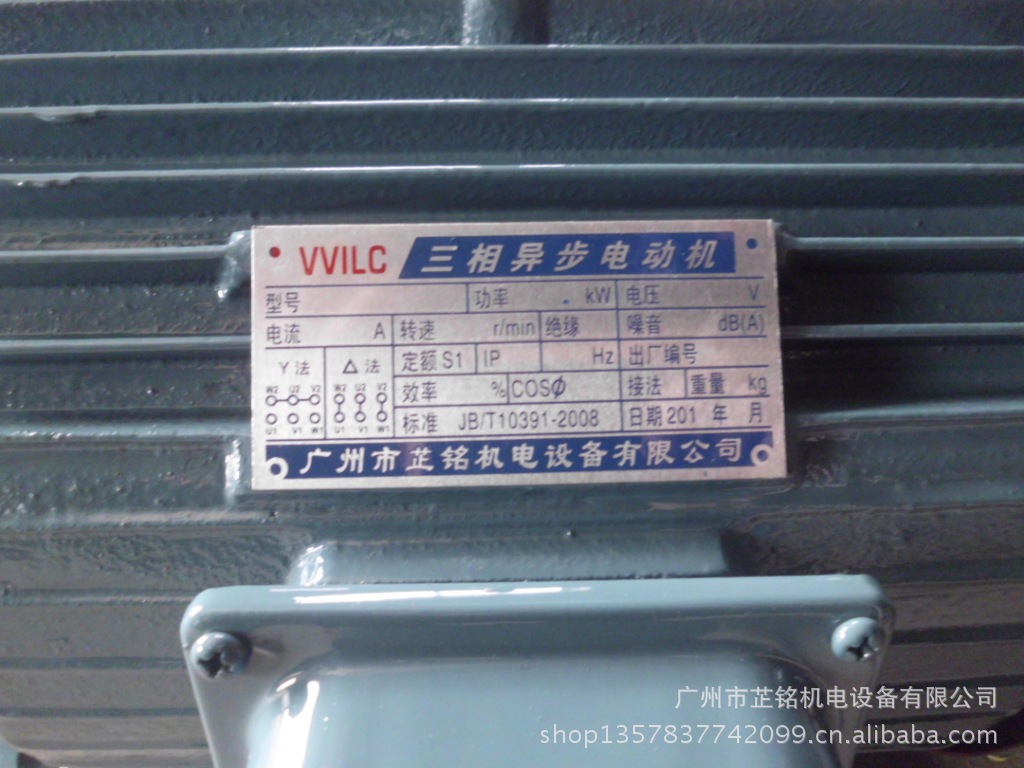 VVILC 三相异步电动机
型号 功率 . kW 电压 V
电流 A 转速 r/min 绝缘 噪音 dB(A)
Y法 △法 定额 S1 IP Hz 出厂编号
W2 U2 V2 W2 U2 V2 效率 % COSΦ 接法 重量 kg
U1 V1 W1 U1 V1 W1 标准 JB/T10391-2008 日期 201 年 月
广州市芷铭机电设备有限公司
广州市芷铭机电设备有限公司
shop1357837742099.cn.alibaba.com